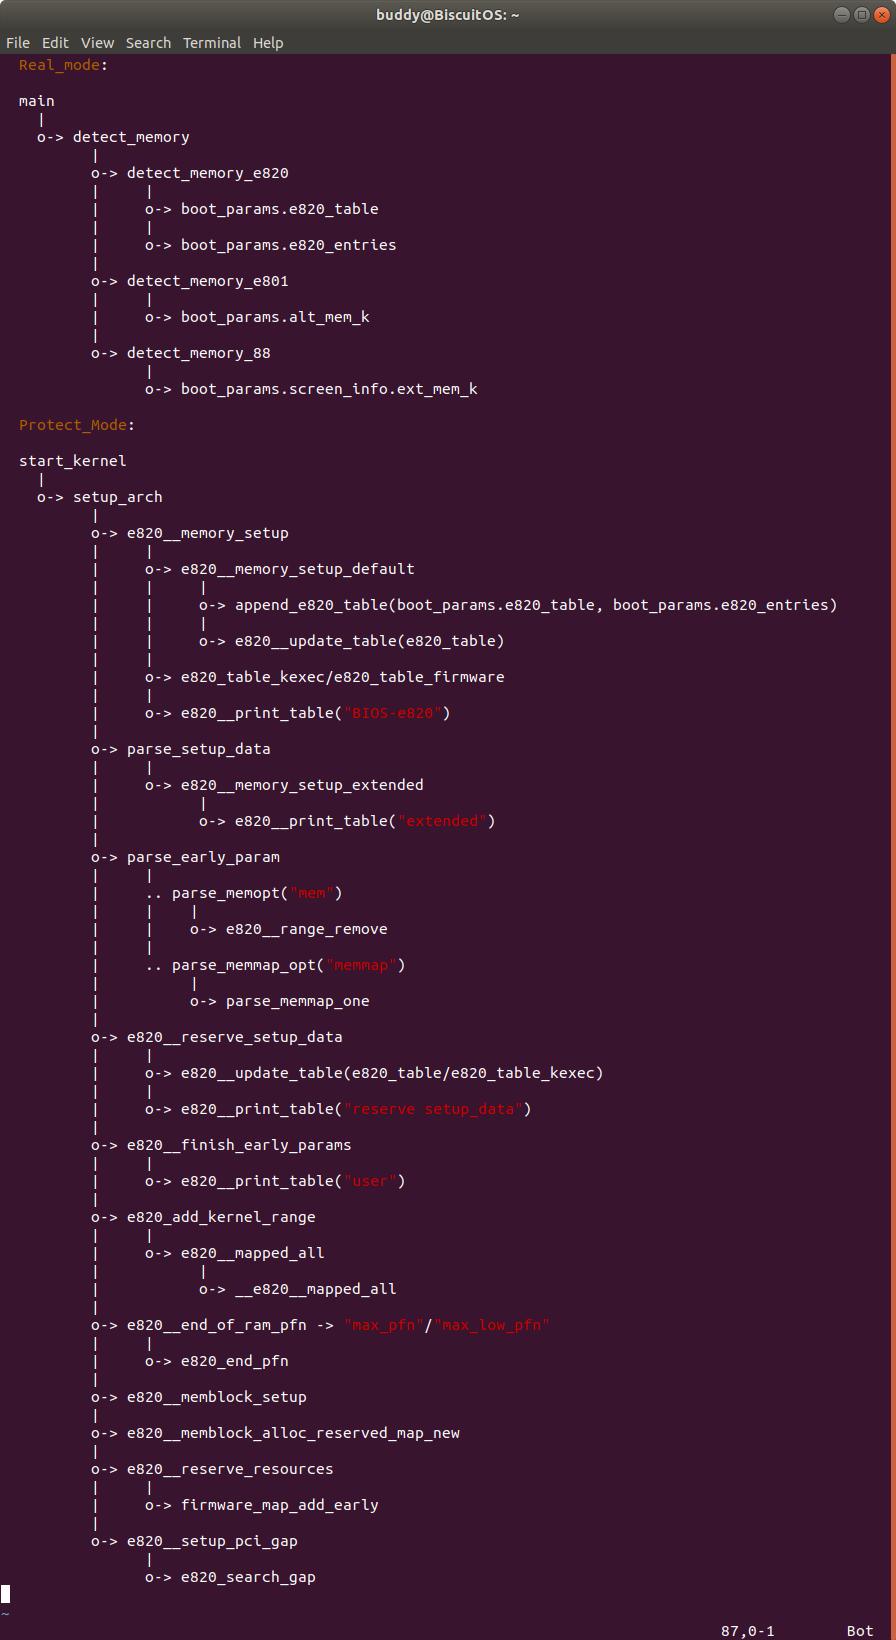 buddy@BiscuitOS: ~
File Edit View Search Terminal Help
Real_mode:
main
|
o-> detect_memory
|
o-> detect_memory_e820
| |
| o-> boot_params.e820_table
| |
| o-> boot_params.e820_entries
|
o-> detect_memory_e801
| |
| o-> boot_params.alt_mem_k
|
o-> detect_memory_88
|
o-> boot_params.screen_info.ext_mem_k
Protect_Mode:
start_kernel
|
o-> setup_arch
|
o-> e820__memory_setup
| |
| o-> e820__memory_setup_default
| | |
| | o-> append_e820_table(boot_params.e820_table, boot_params.e820_entries)
| | |
| | o-> e820__update_table(e820_table)
| |
| o-> e820_table_kexec/e820_table_firmware
| |
| o-> e820__print_table("BIOS-e820")
|
o-> parse_setup_data
| |
| o-> e820__memory_setup_extended
| |
| o-> e820__print_table("extended")
|
o-> parse_early_param
| |
| .. parse_memopt("mem")
| | |
| | o-> e820__range_remove
| |
| .. parse_memmap_opt("memmap")
| |
| o-> parse_memmap_one
|
o-> e820__reserve_setup_data
| |
| o-> e820__update_table(e820_table/e820_table_kexec)
| |
| o-> e820__print_table("reserve setup_data")
|
o-> e820__finish_early_params
| |
| o-> e820__print_table("user")
|
o-> e820_add_kernel_range
| |
| o-> e820__mapped_all
| |
| o-> __e820__mapped_all
|
o-> e820__end_of_ram_pfn -> "max_pfn"/"max_low_pfn"
| |
| o-> e820_end_pfn
|
o-> e820__memblock_setup
|
o-> e820__memblock_alloc_reserved_map_new
|
o-> e820__reserve_resources
| |
| o-> firmware_map_add_early
|
o-> e820__setup_pci_gap
|
o-> e820_search_gap
~
87,0-1 Bot